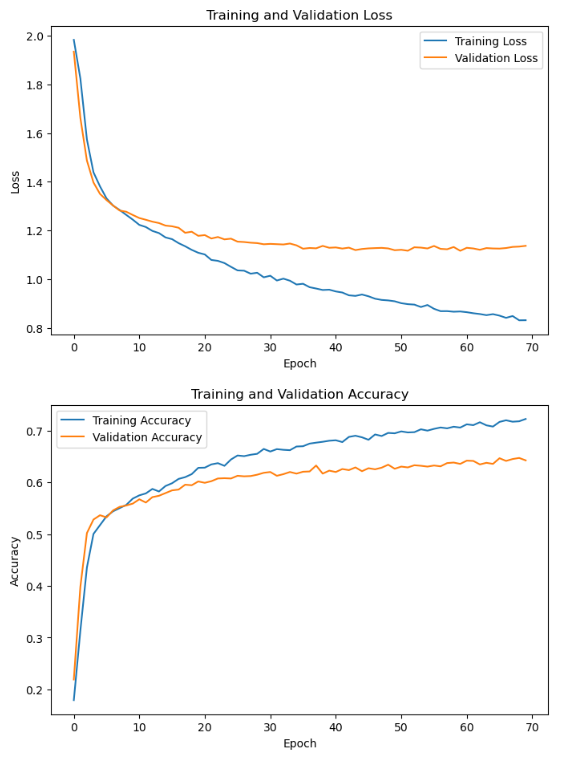 Training and Validation Loss
2.0
1.8
1.6
1.4
1.2
1.0
0.8
Loss
Training Loss
Validation Loss
0 10 20 30 40 50 60 70
Epoch
Training and Validation Accuracy
0.7
0.6
0.5
0.4
0.3
0.2
Accuracy
Training Accuracy
Validation Accuracy
0 10 20 30 40 50 60 70
Epoch